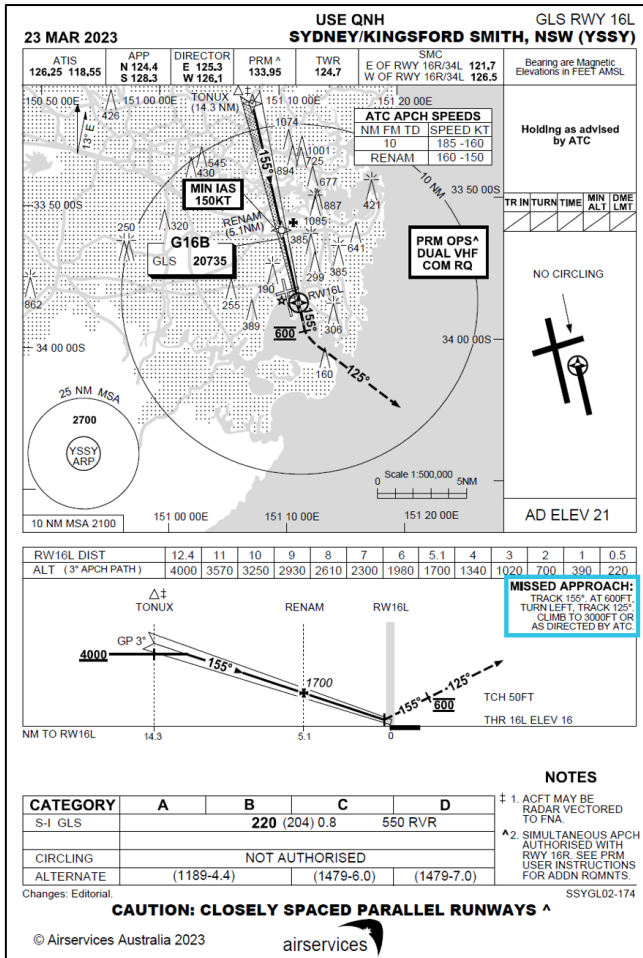 USE QNH
GLS RWY 16L
23 MAR 2023
SYDNEY/KINGSFORD SMITH, NSW (YSSY)
ATIS
126,25 118,55
APP
N 124.4
S 128.3
DIRECTOR
E 125.3
W 126,1
PRM ^
133,95
TWR
124,7
SMC
E OF RWY 16R/34L 121,7
W OF RWY 16R/34L 126.5
Bearing are Magnetic
Elevations in FEET AMSL
150 50 00E
151 00 00E
TONUX
(14.3 NM)
151 10 00E
151 20 00E
13° E
426
1074
ATC APCH SPEEDS
NM FM TD SPEED KT
10 185 -160
RENAM 160 -150
Holding as advised
by ATC
155°
545
430
1001
725
894
677
10 NM
MIN IAS
150KT
33 50 00S
33 50 00S
887
421
TR IN TURN TIME MIN ALT DME LMT
RENAM
(5.1NM)
1085
320
250
G16B
GLS 20735
385
641
PRM OPS^
DUAL VHF
COM RQ
299
385
NO CIRCLING
862
190
RW16L
255
389
600
155°
306
34 00 00S
34 00 00S
160
125°
25 NM MSA
2700
YSSY
ARP
Scale 1:500,000
0 5NM
10 NM MSA 2100
151 00 00E
151 10 00E
151 20 00E
AD ELEV 21
RW16L DIST 12.4 11 10 9 8 7 6 5.1 4 3 2 1 0.5
ALT (3° APCH PATH) 4000 3570 3250 2930 2610 2300 1980 1700 1340 1020 700 390 220
MISSED APPROACH:
TRACK 155°. AT 600FT,
TURN LEFT, TRACK 125°.
CLIMB TO 3000FT OR
AS DIRECTED BY ATC.
‡
TONUX
RENAM
RW16L
GP 3°
4000
155°
1700
155°
125°
600
TCH 50FT
THR 16L ELEV 16
NM TO RW16L
14.3
5.1
0
NOTES
‡ 1. ACFT MAY BE
RADAR VECTORED
TO FNA.
^ 2. SIMULTANEOUS APCH
AUTHORISED WITH
RWY 16R. SEE PRM
USER INSTRUCTIONS
FOR ADDN RQMNTS.
CATEGORY A B C D
S-I GLS 220 (204) 0.8 550 RVR
CIRCLING NOT AUTHORISED
ALTERNATE (1189-4.4) (1479-6.0) (1479-7.0)
Changes: Editorial.
SSYGL02-174
CAUTION: CLOSELY SPACED PARALLEL RUNWAYS ^
© Airservices Australia 2023
airservices